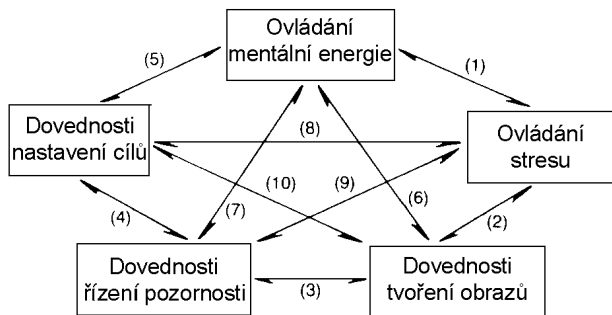 Ovládání
mentální energie
(5)
(1)
Dovednosti
nastavení cílů
(8)
Ovládání
stresu
(10)
(9)
(4)
(7)
(6)
(2)
Dovednosti
řízení pozornosti
(3)
Dovednosti
tvoření obrazů